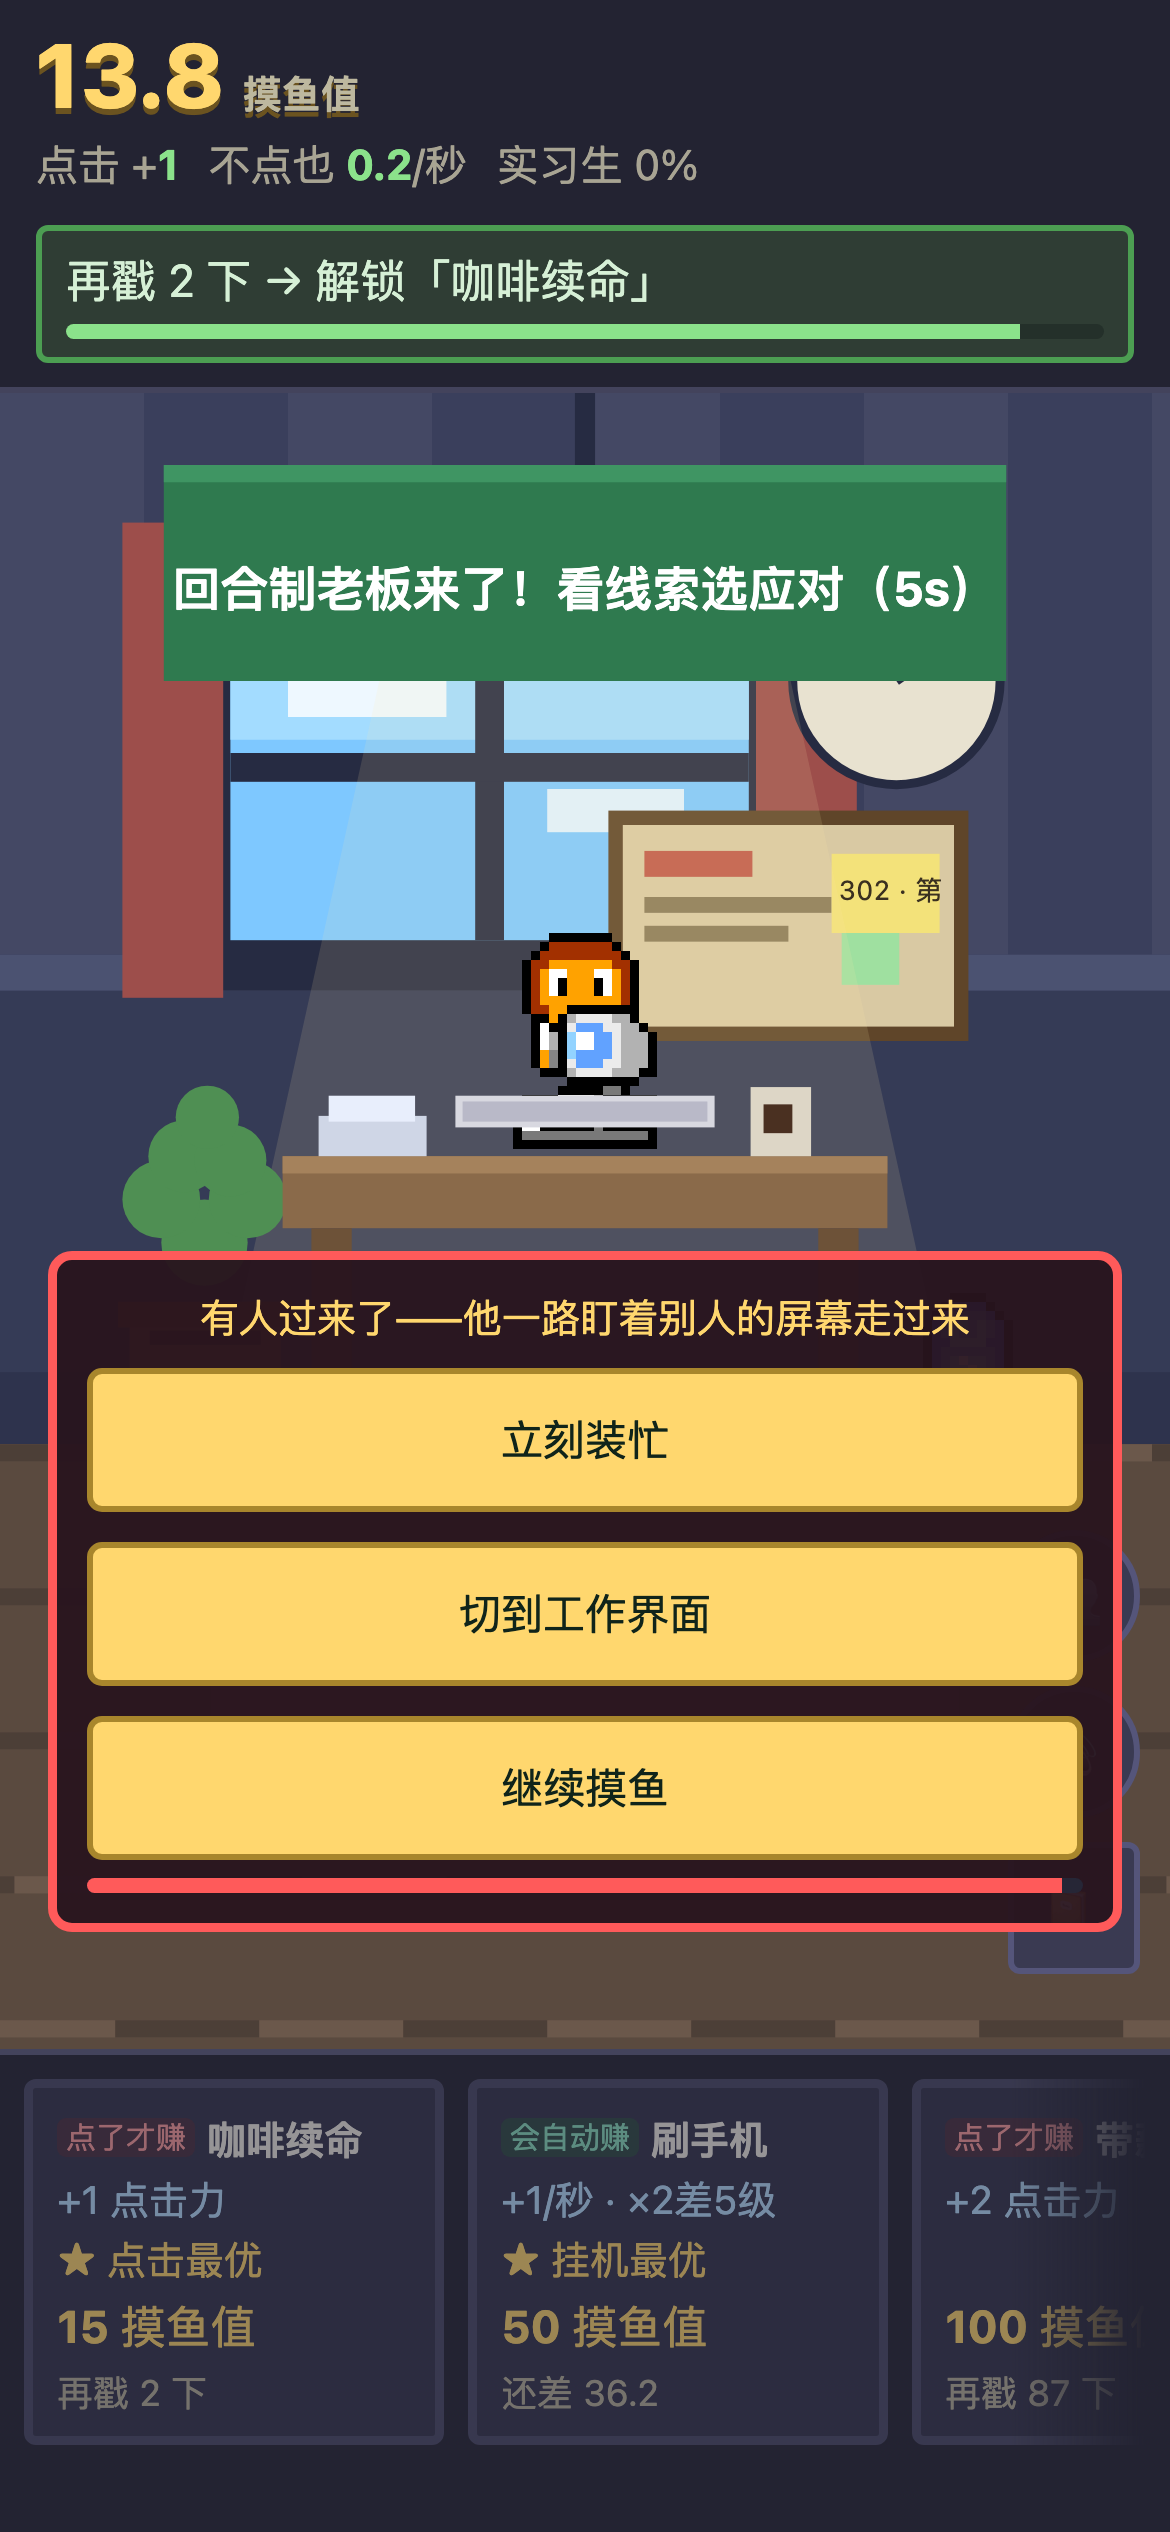 13.8 摸鱼值
点击 +1 不点也 0.2/秒 实习生 0%
再戳 2 下 → 解锁「咖啡续命」
回合制老板来了！看线索选应对（5s）
302 · 第
有人过来了——他一路盯着别人的屏幕走过来
立刻装忙
切到工作界面
继续摸鱼
点了才赚 咖啡续命
+1 点击力
★ 点击最优
15 摸鱼值
再戳 2 下
会自动赚 刷手机
+1/秒 · ×2差5级
★ 挂机最优
50 摸鱼值
还差 36.2
点了才赚 带
+2 点击力
100 摸鱼
再戳 87 下